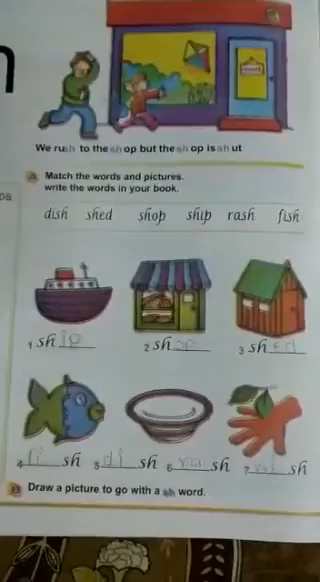 We rush to the shop but the shop is shut
A Match the words and pictures.
write the words in your book.
dish shed shop ship rash fish
1 ship 2 shop 3 shed
4 fish 5 dish 6 rash 7 sh
B Draw a picture to go with a sh word.